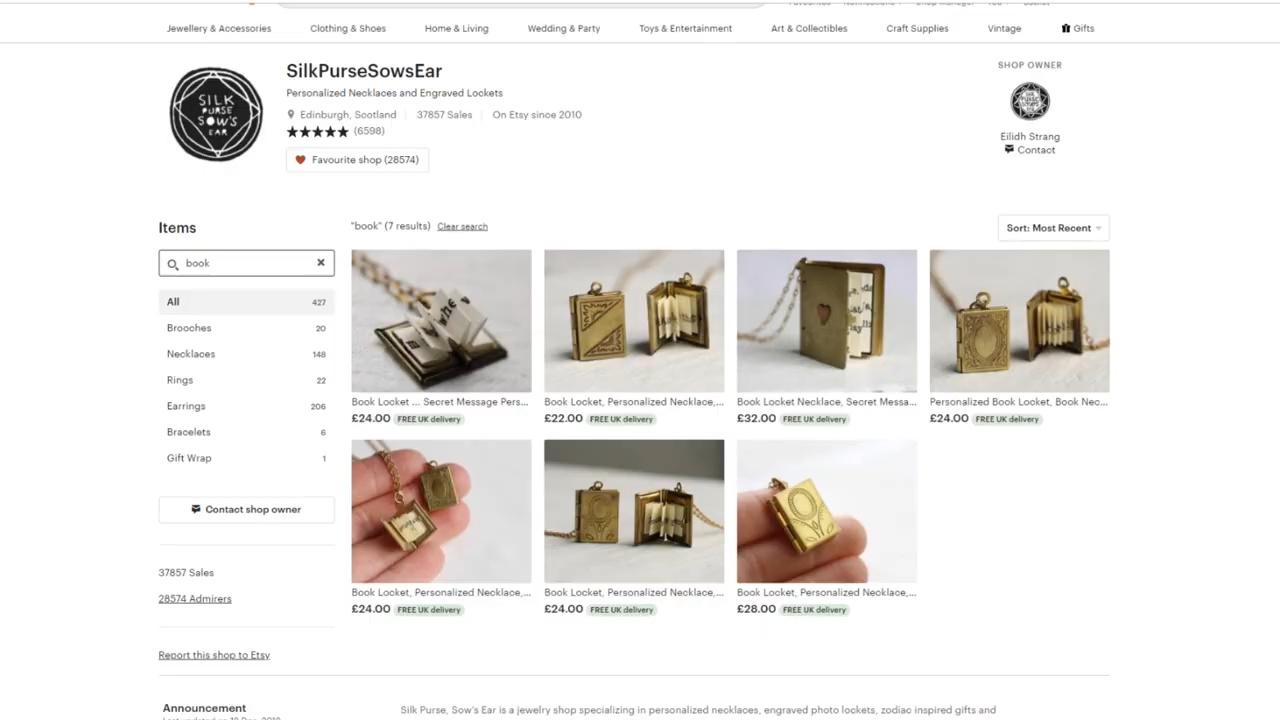 Jewellery & Accessories Clothing & Shoes Home & Living Wedding & Party Toys & Entertainment Art & Collectibles Craft Supplies Vintage Gifts
SILK
PURSE
SOW'S
EAR
SilkPurseSowsEar
Personalized Necklaces and Engraved Lockets
Edinburgh, Scotland 37857 Sales On Etsy since 2010
(6598)
Favourite shop (28574)
SHOP OWNER
Eilidh Strang
Contact
Items
"book" (7 results) Clear search
Sort: Most Recent
book
All 427
Brooches 20
Necklaces 148
Rings 22
Earrings 206
Bracelets 6
Gift Wrap 1
Contact shop owner
37857 Sales
28574 Admirers
Report this shop to Etsy
Book Locket ... Secret Message Pers...
£24.00 FREE UK delivery
Book Locket, Personalized Necklace,...
£22.00 FREE UK delivery
Book Locket Necklace, Secret Messa...
£32.00 FREE UK delivery
Personalized Book Locket, Book Nec...
£24.00 FREE UK delivery
Book Locket, Personalized Necklace,...
£24.00 FREE UK delivery
Book Locket, Personalized Necklace,...
£24.00 FREE UK delivery
Book Locket, Personalized Necklace,...
£28.00 FREE UK delivery
Announcement
Silk Purse, Sow's Ear is a jewelry shop specializing in personalized necklaces, engraved photo lockets, zodiac inspired gifts and